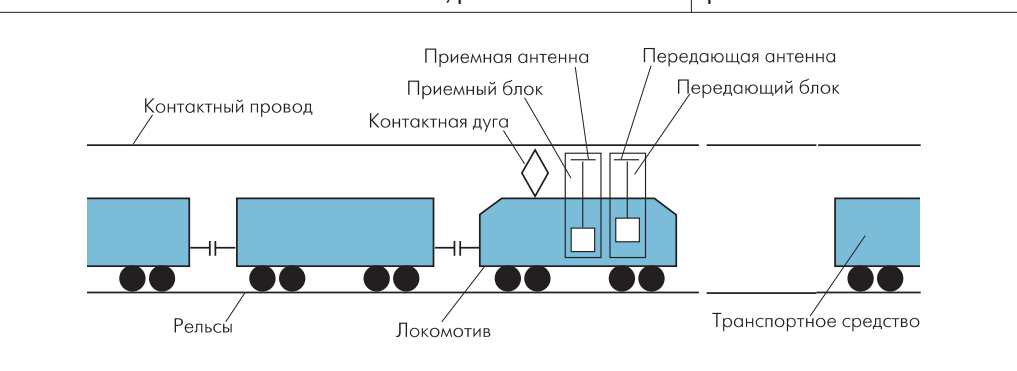 Приемная антенна
Передающая антенна
Приемный блок
Передающий блок
Контактный провод
Контактная дуга
Рельсы
Локомотив
Транспортное средство